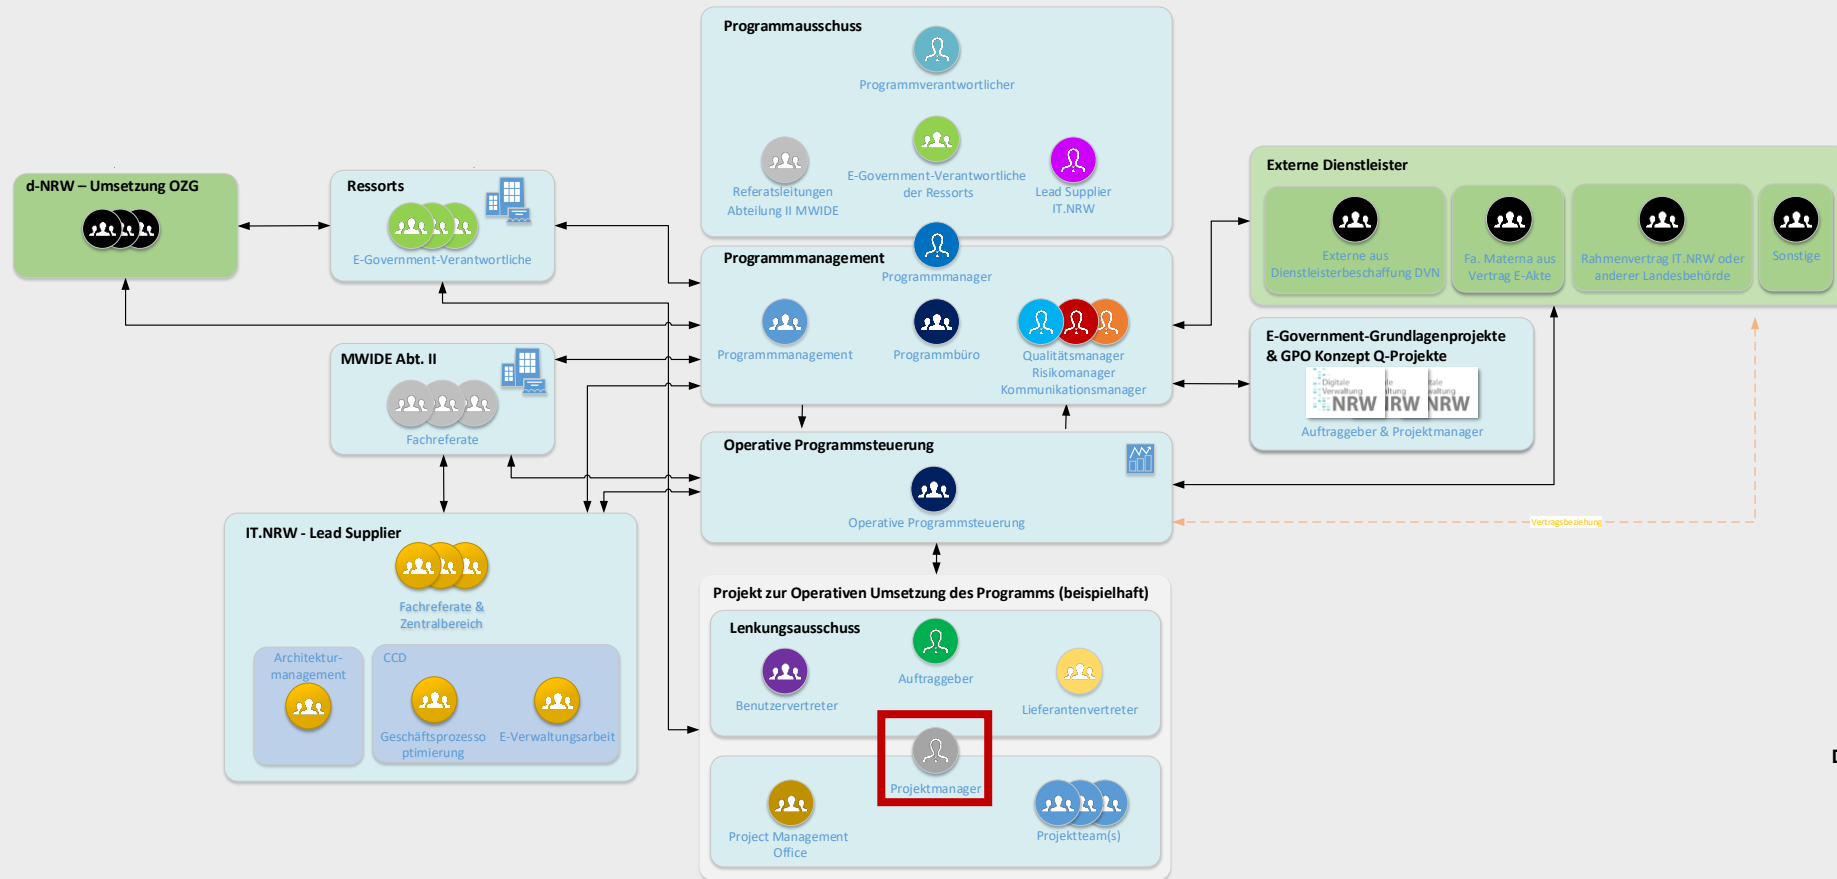 Programmausschuss
Programmverantwortlicher
Referatsleitungen
Abteilung II MWIDE
E-Government-Verantwortliche
der Ressorts
Lead Supplier
IT.NRW
d-NRW – Umsetzung OZG
Ressorts
E-Government-Verantwortliche
Programmmanagement
Programmmanager
Programmmanagement
Programmbüro
Qualitätsmanager
Risikomanager
Kommunikationsmanager
Externe Dienstleister
Externe aus
Dienstleisterbeschaffung DVN
Fa. Materna aus
Vertrag E-Akte
Rahmenvertrag IT.NRW oder
anderer Landesbehörde
Sonstige
MWIDE Abt. II
Fachreferate
E-Government-Grundlagenprojekte
& GPO Konzept Q-Projekte
Digitale
Verwaltung
NRW
Auftraggeber & Projektmanager
Operative Programmsteuerung
Operative Programmsteuerung
Vertragsbeziehung
IT.NRW - Lead Supplier
Fachreferate &
Zentralbereich
Architektur-
management
CCD
Geschäftsprozesso
ptimierung
E-Verwaltungsarbeit
Projekt zur Operativen Umsetzung des Programms (beispielhaft)
Lenkungsausschuss
Auftraggeber
Benutzervertreter
Lieferantenvertreter
Projektmanager
Project Management
Office
Projektteam(s)